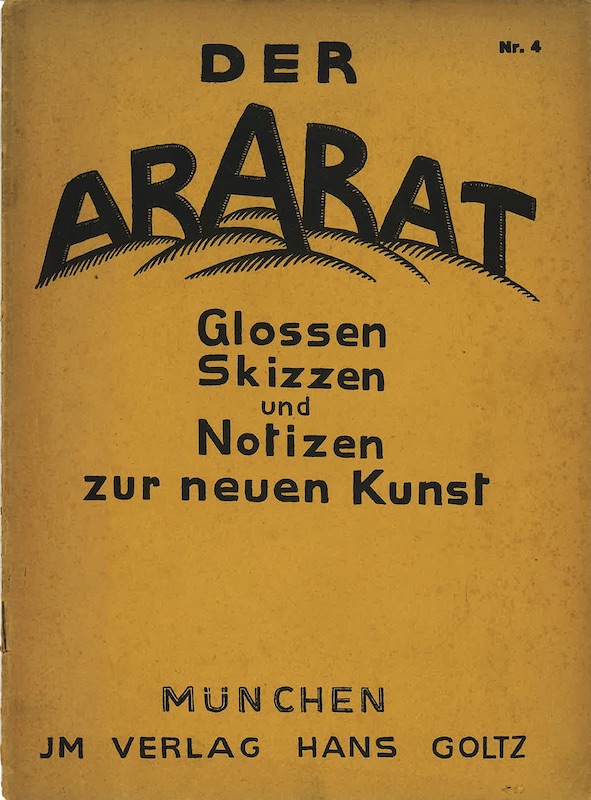 Nr. 4
DER
ARARAT
Glossen
Skizzen
und
Notizen
zur neuen Kunst
MÜNCHEN
JM VERLAG HANS GOLTZ